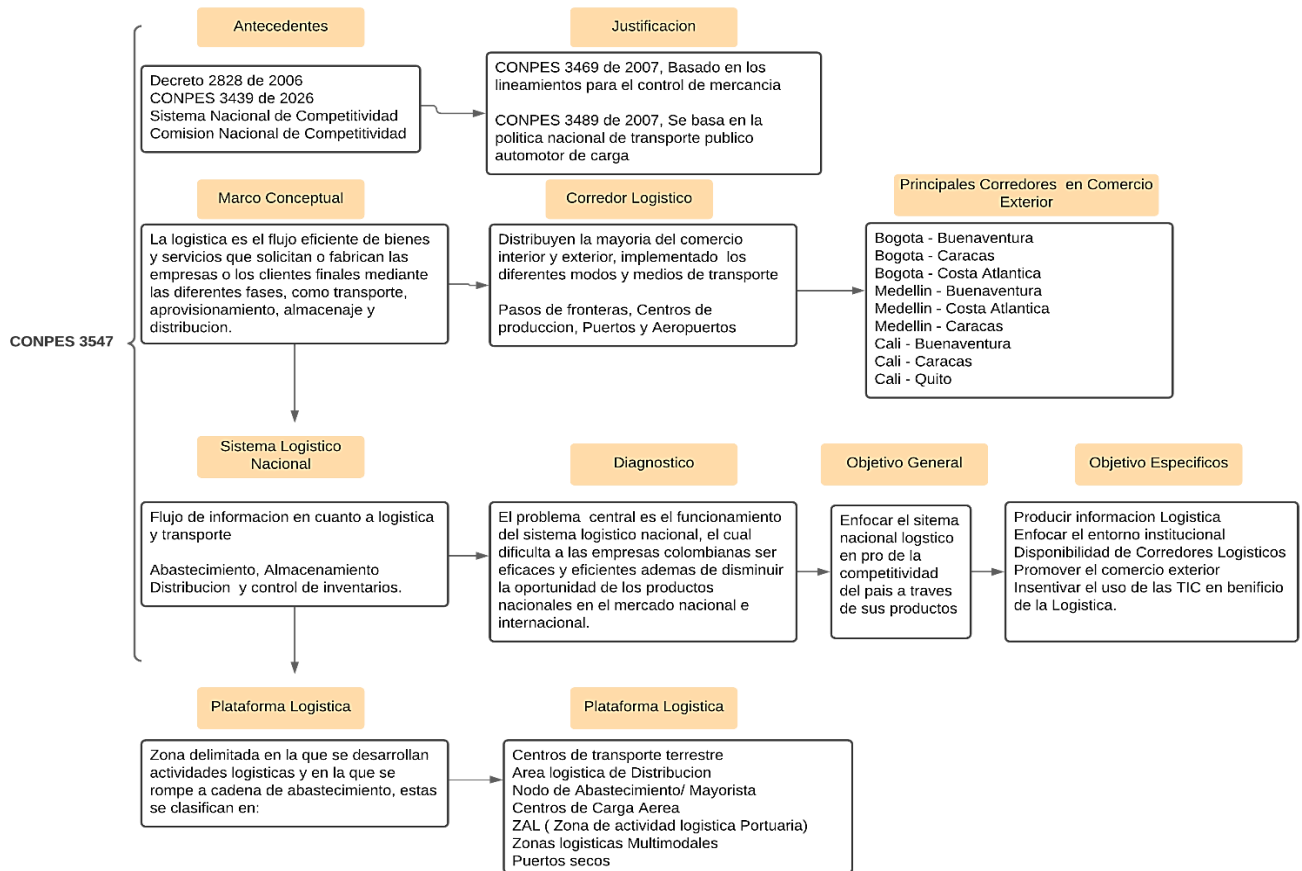 Antecedentes
Justificacion
Decreto 2828 de 2006
CONPES 3439 de 2026
Sistema Nacional de Competitividad
Comision Nacional de Competitividad
CONPES 3469 de 2007, Basado en los
lineamientos para el control de mercancia
CONPES 3489 de 2007, Se basa en la
politica nacional de transporte publico
automotor de carga
Marco Conceptual
Corredor Logistico
Principales Corredores en Comercio
Exterior
La logistica es el flujo eficiente de bienes
y servicios que solicitan o fabrican las
empresas o los clientes finales mediante
las diferentes fases, como transporte,
aprovisionamiento, almacenaje y
distribucion.
Distribuyen la mayoria del comercio
interior y exterior, implementado los
diferentes modos y medios de transporte
Pasos de fronteras, Centros de
produccion, Puertos y Aeropuertos
Bogota - Buenaventura
Bogota - Caracas
Bogota - Costa Atlantica
Medellin - Buenaventura
Medellin - Costa Atlantica
Medellin - Caracas
Cali - Buenaventura
Cali - Caracas
Cali - Quito
CONPES 3547
Sistema Logistico
Nacional
Diagnostico
Objetivo General
Objetivo Especificos
Flujo de informacion en cuanto a logistica
y transporte
Abastecimiento, Almacenamiento
Distribucion y control de inventarios.
El problema central es el funcionamiento
del sistema logistico nacional, el cual
dificulta a las empresas colombianas ser
eficaces y eficientes ademas de disminuir
la oportunidad de los productos
nacionales en el mercado nacional e
internacional.
Enfocar el sitema
nacional logstico
en pro de la
competitividad
del pais a traves
de sus productos
Producir informacion Logistica
Enfocar el entorno institucional
Disponibilidad de Corredores Logisticos
Promover el comercio exterior
Insentivar el uso de las TIC en benificio
de la Logistica.
Plataforma Logistica
Plataforma Logistica
Zona delimitada en la que se desarrollan
actividades logisticas y en la que se
rompe a cadena de abastecimiento, estas
se clasifican en:
Centros de transporte terrestre
Area logistica de Distribucion
Nodo de Abastecimiento/ Mayorista
Centros de Carga Aerea
ZAL ( Zona de actividad logistica Portuaria)
Zonas logisticas Multimodales
Puertos secos